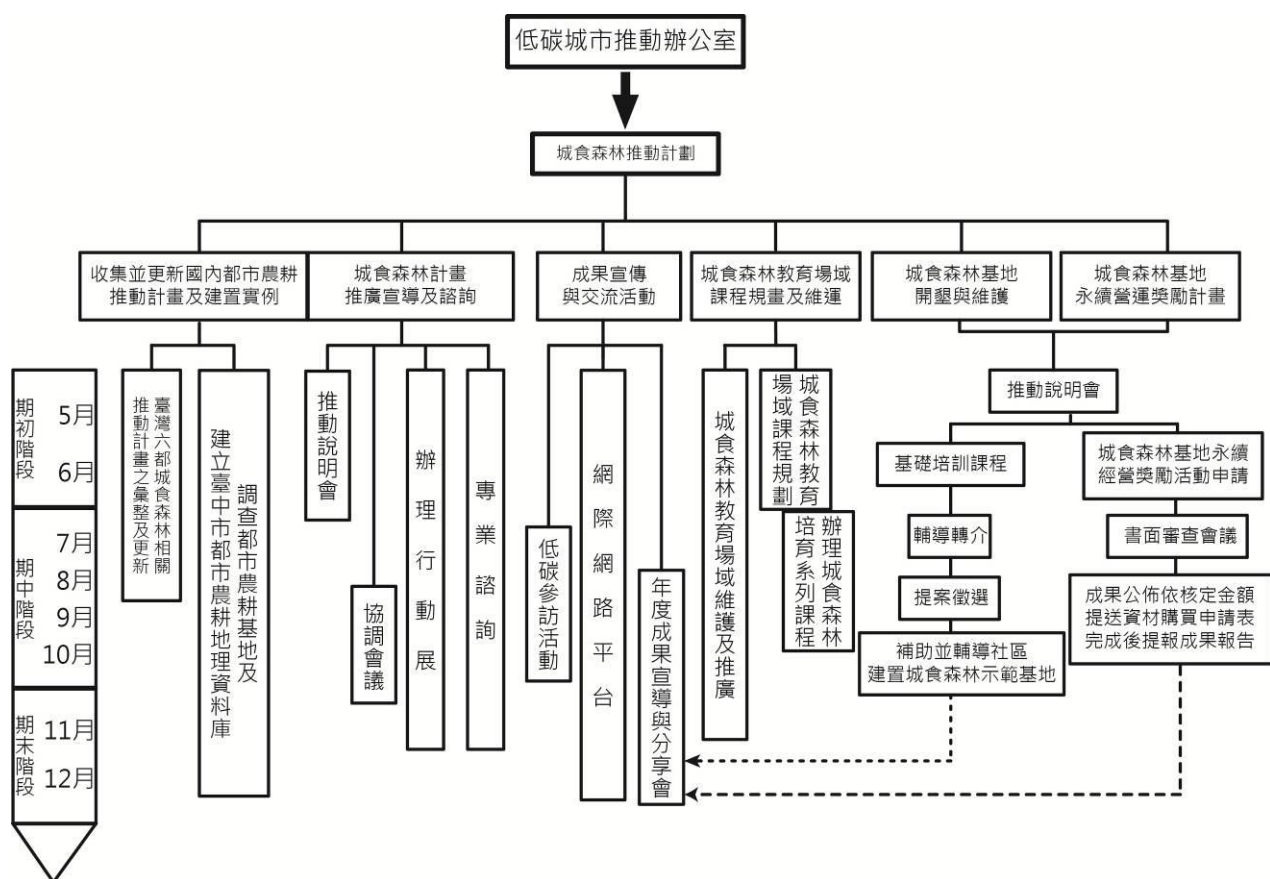 低碳城市推動辦公室
城食森林推動計劃
收集並更新國內都市農耕
推動計畫及建置實例
城食森林計畫
推廣宣導及諮詢
成果宣傳
與交流活動
城食森林教育場域
課程規畫及維運
城食森林基地
開墾與維護
城食森林基地
永續營運獎勵計畫
期初階段
5月
6月
期中階段
7月
8月
9月
10月
期末階段
11月
12月
臺灣六都城食森林相關
推動計畫之彙整及更新
調查都市農耕基地及
建立臺中市都市農耕地理資料庫
推動說明會
協調會議
辦理行動展
專業諮詢
低碳參訪活動
網際網路平台
年度成果宣導與分享會
城食森林教育場域維護及推廣
城食森林教育
場域課程規劃
辦理城食森林
培育系列課程
推動說明會
基礎培訓課程
輔導轉介
提案徵選
補助並輔導社區
建置城食森林示範基地
城食森林基地永續
經營獎勵活動申請
書面審查會議
成果公佈依核定金額
提送資材購買申請表
完成後提報成果報告